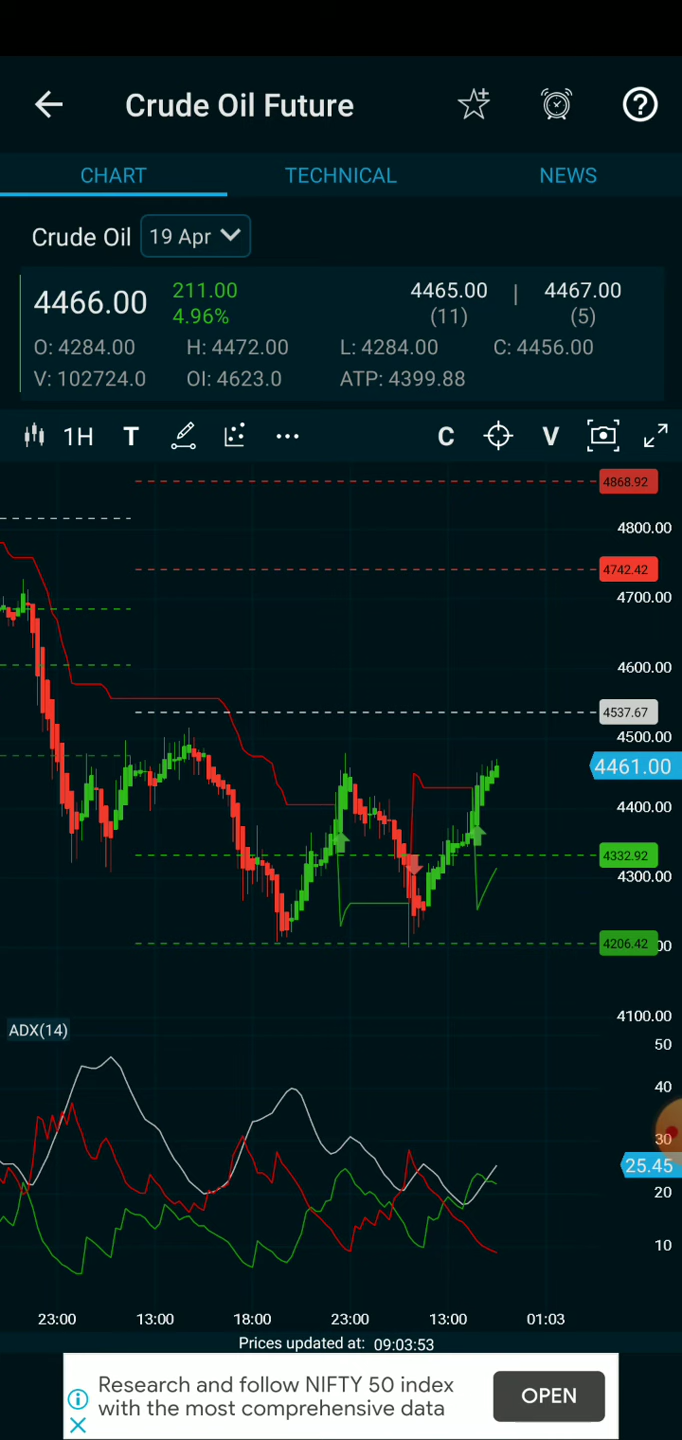 Crude Oil Future
CHART TECHNICAL NEWS
Crude Oil 19 Apr
4466.00 211.00 4465.00 | 4467.00
4.96% (11) (5)
O: 4284.00 H: 4472.00 L: 4284.00 C: 4456.00
V: 102724.0 OI: 4623.0 ATP: 4399.88
1H T C V
4868.92
4800.00
4742.42
4700.00
4600.00
4537.67
4500.00
4461.00
4400.00
4332.92
4300.00
4206.42
4100.00
ADX(14)
50
40
30
25.45
20
10
23:00 13:00 18:00 23:00 13:00 01:03
Prices updated at: 09:03:53
Research and follow NIFTY 50 index
with the most comprehensive data
OPEN